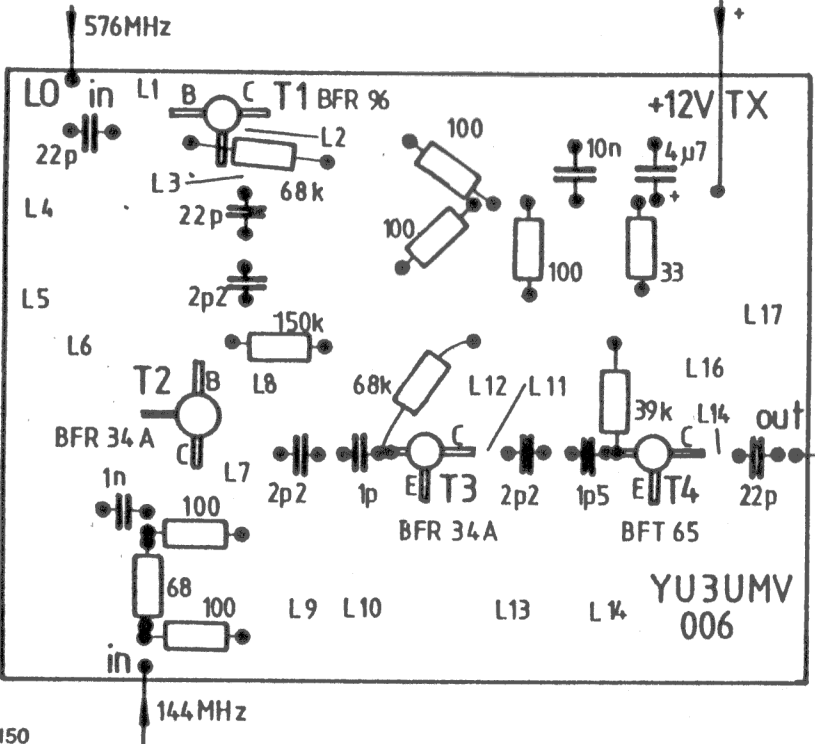 576MHz
+
LO in
L1
B
C
T1 BFR 96
+12V TX
22p
L2
100
10n
4µ7
+
L3
68k
L4
22p
100
100
33
L5
2p2
150k
L17
L6
T2
B
L8
68k
L12
L11
L16
39k
L14
out
BFR 34A
C
C
C
L7
1n
2p2
1p
E
T3
2p2
1p5
E
T4
22p
100
BFR 34A
BFT 65
68
100
L9
L10
L13
L14
YU3UMV
006
in
144MHz
150